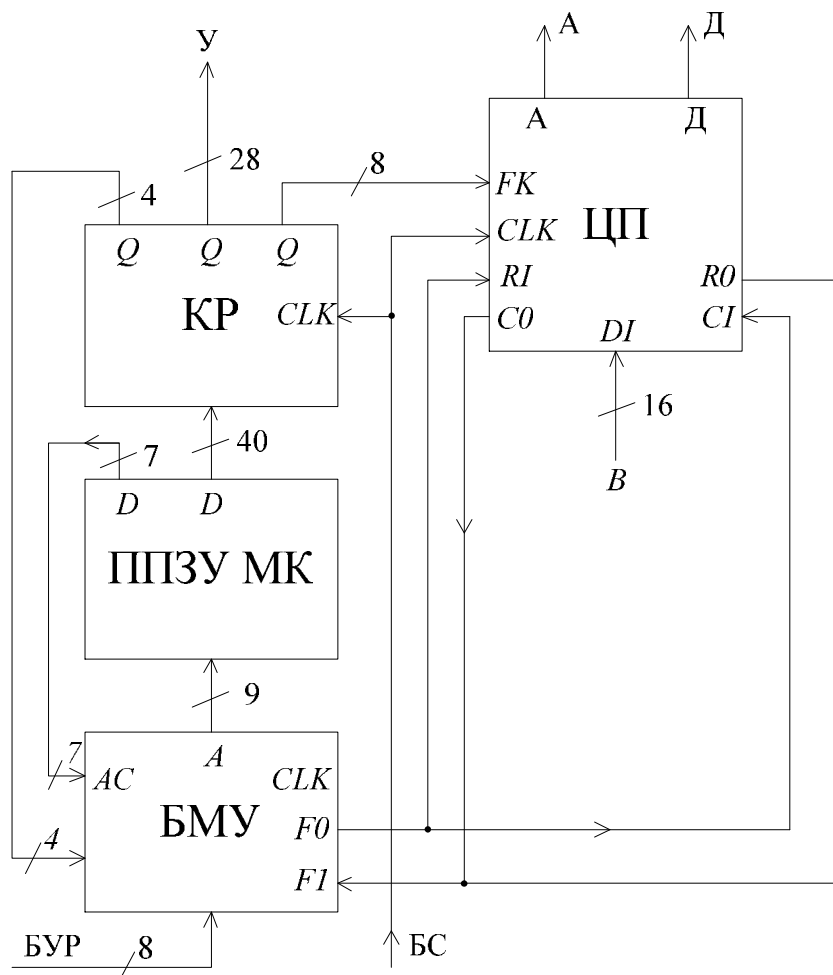 У
А
Д
28
4
8
А
Д
FK
Q
Q
Q
CLK
ЦП
RI
R0
КР
CLK
C0
CI
DI
40
16
7
В
D
D
ППЗУ МК
9
7
A
AC
CLK
БМУ
F0
4
F1
БУР
8
БС